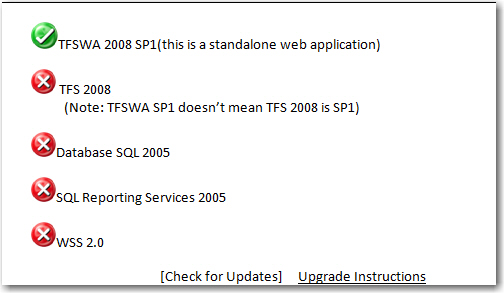 TFSWA 2008 SP1(this is a standalone web application)
TFS 2008
(Note: TFSWA SP1 doesn’t mean TFS 2008 is SP1)
Database SQL 2005
SQL Reporting Services 2005
WSS 2.0
[Check for Updates] Upgrade Instructions